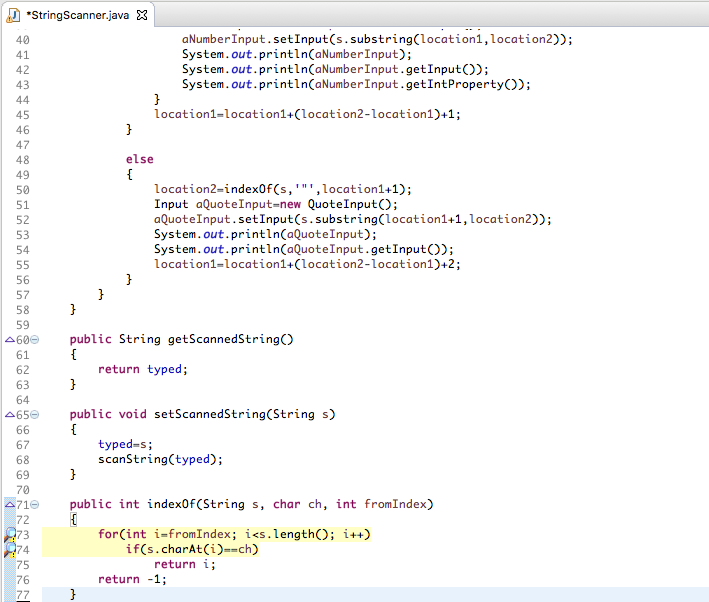 *StringScanner.java
40 aNumberInput.setInput(s.substring(location1,location2));
41 System.out.println(aNumberInput);
42 System.out.println(aNumberInput.getInput());
43 System.out.println(aNumberInput.getIntProperty());
44 }
45 location1=location1+(location2-location1)+1;
46 }
47
48 else
49 {
50 location2=indexOf(s,'"',location1+1);
51 Input aQuoteInput=new QuoteInput();
52 aQuoteInput.setInput(s.substring(location1+1,location2));
53 System.out.println(aQuoteInput);
54 System.out.println(aQuoteInput.getInput());
55 location1=location1+(location2-location1)+2;
56 }
57 }
58 }
59
60 public String getScannedString()
61 {
62 return typed;
63 }
64
65 public void setScannedString(String s)
66 {
67 typed=s;
68 scanString(typed);
69 }
70
71 public int indexOf(String s, char ch, int fromIndex)
72 {
73 for(int i=fromIndex; i<s.length(); i++)
74 if(s.charAt(i)==ch)
75 return i;
76 return -1;
77 }